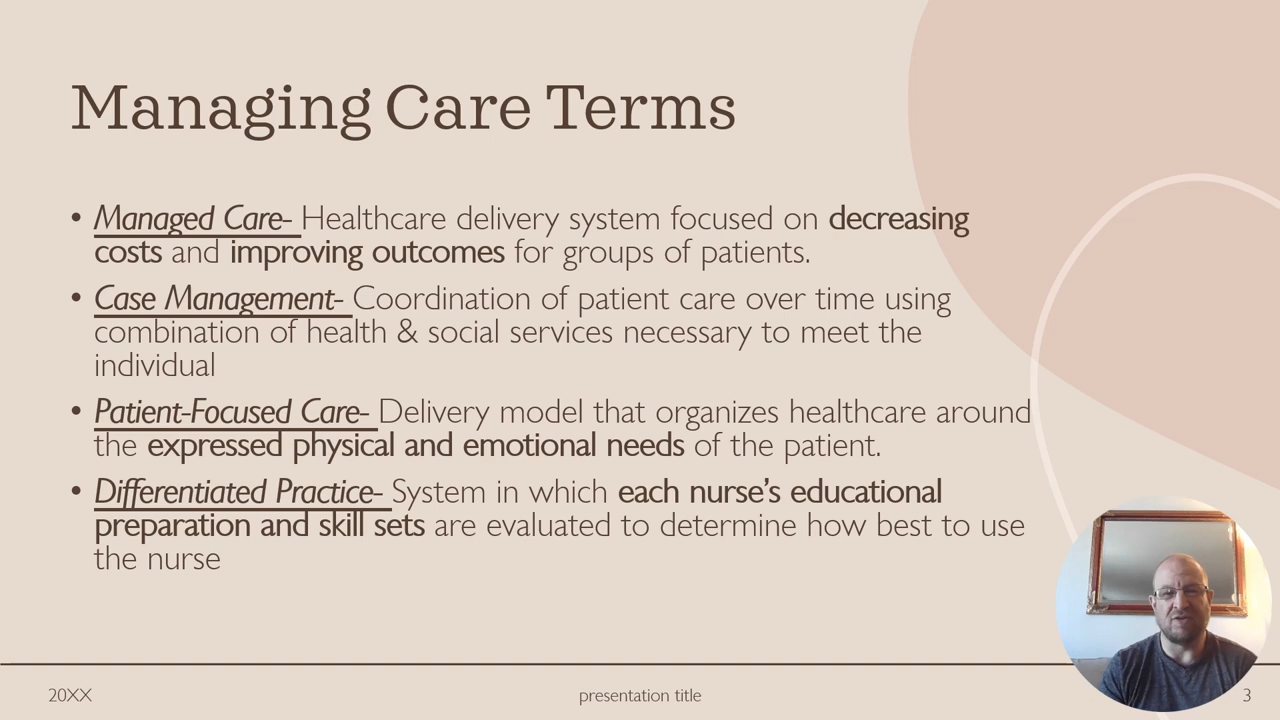 Managing Care Terms
• Managed Care- Healthcare delivery system focused on decreasing
costs and improving outcomes for groups of patients.
• Case Management- Coordination of patient care over time using
combination of health & social services necessary to meet the
individual
• Patient-Focused Care- Delivery model that organizes healthcare around
the expressed physical and emotional needs of the patient.
• Differentiated Practice- System in which each nurse’s educational
preparation and skill sets are evaluated to determine how best to use
the nurse
20XX
presentation title
3